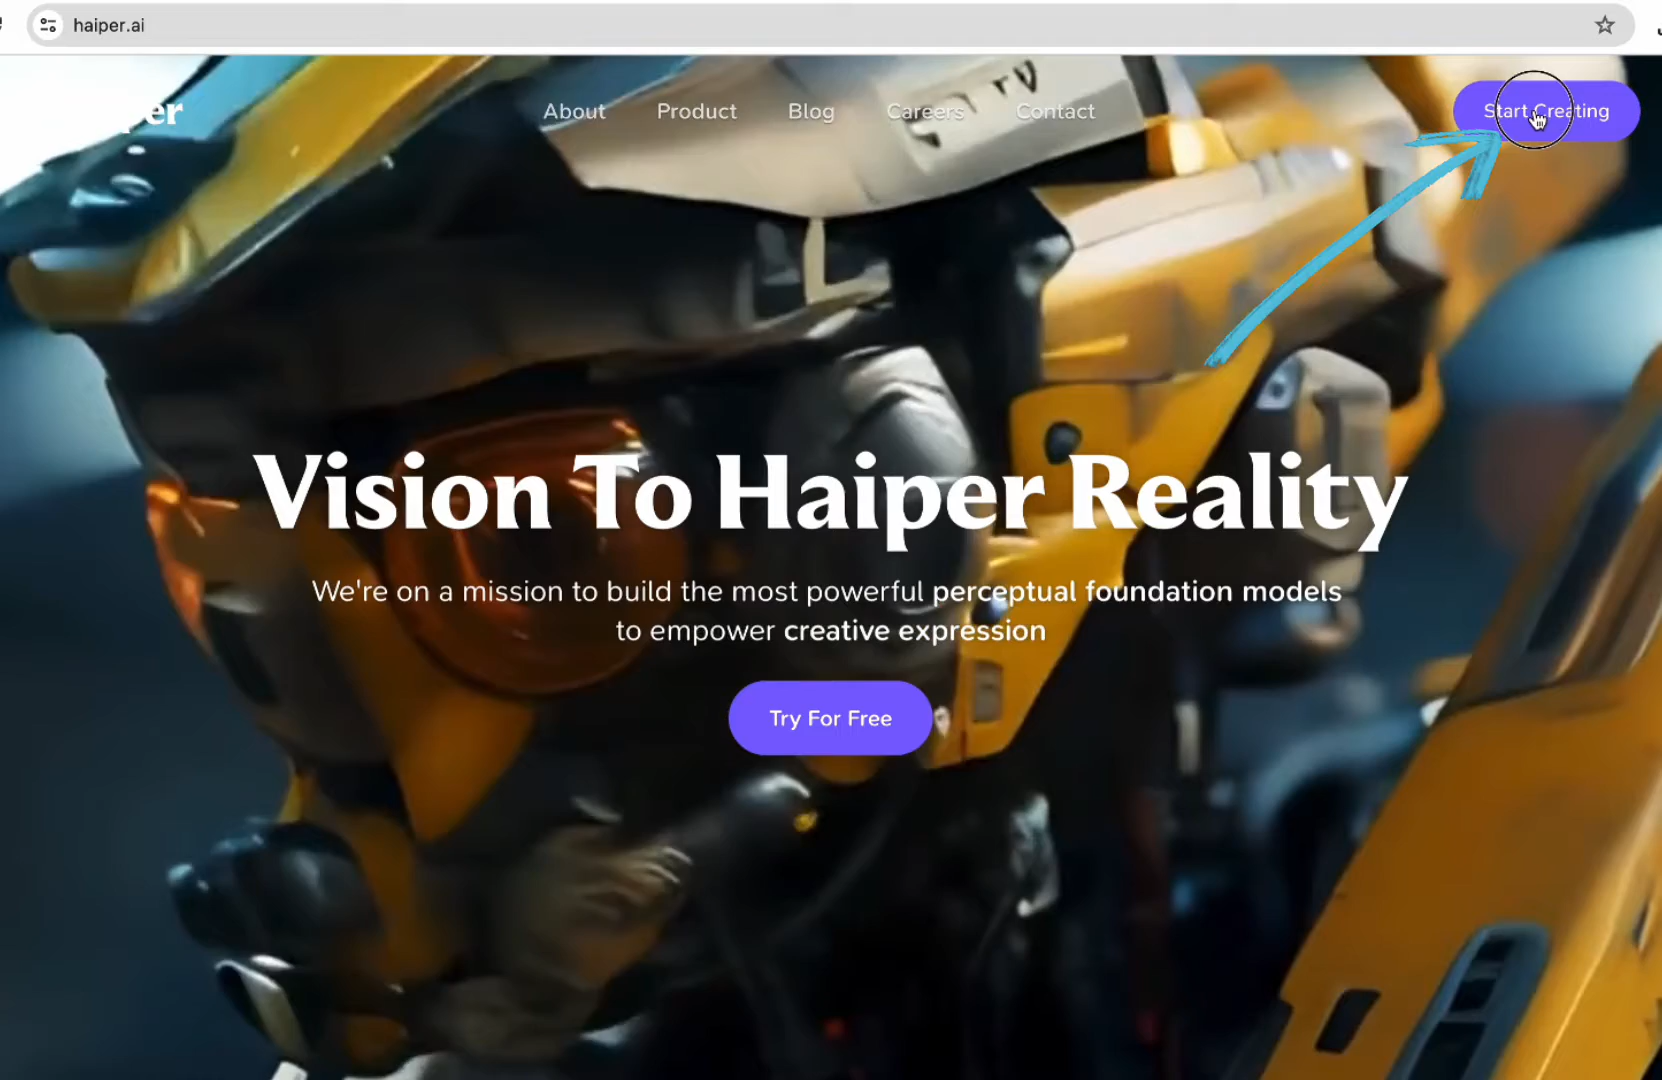 haiper.ai
About Product Blog Careers Contact Start Creating
Vision To Haiper Reality
We're on a mission to build the most powerful perceptual foundation models
to empower creative expression
Try For Free